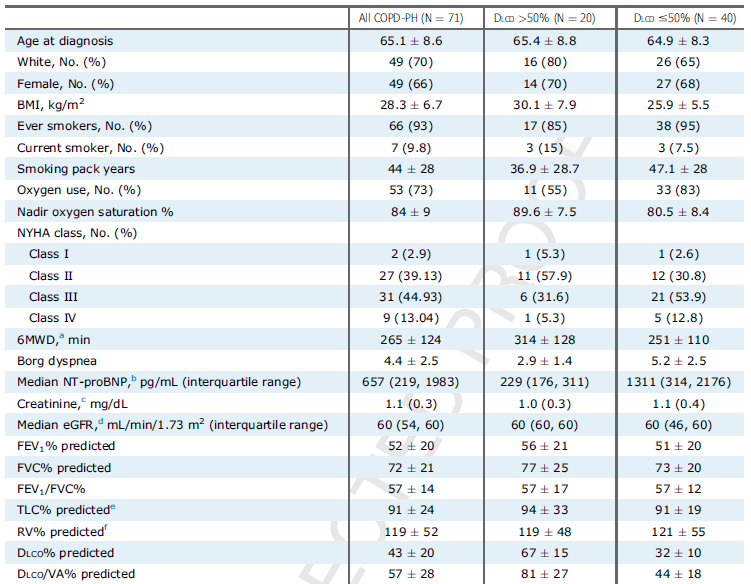 All COPD-PH (N = 71) DLCO >50% (N = 20) DLCO ≤50% (N = 40)
Age at diagnosis 65.1 ± 8.6 65.4 ± 8.8 64.9 ± 8.3
White, No. (%) 49 (70) 16 (80) 26 (65)
Female, No. (%) 49 (66) 14 (70) 27 (68)
BMI, kg/m² 28.3 ± 6.7 30.1 ± 7.9 25.9 ± 5.5
Ever smokers, No. (%) 66 (93) 17 (85) 38 (95)
Current smoker, No. (%) 7 (9.8) 3 (15) 3 (7.5)
Smoking pack years 44 ± 28 36.9 ± 28.7 47.1 ± 28
Oxygen use, No. (%) 53 (73) 11 (55) 33 (83)
Nadir oxygen saturation % 84 ± 9 89.6 ± 7.5 80.5 ± 8.4
NYHA class, No. (%)
Class I 2 (2.9) 1 (5.3) 1 (2.6)
Class II 27 (39.13) 11 (57.9) 12 (30.8)
Class III 31 (44.93) 6 (31.6) 21 (53.9)
Class IV 9 (13.04) 1 (5.3) 5 (12.8)
6MWD,ᵃ min 265 ± 124 314 ± 128 251 ± 110
Borg dyspnea 4.4 ± 2.5 2.9 ± 1.4 5.2 ± 2.5
Median NT-proBNP,ᵇ pg/mL (interquartile range) 657 (219, 1983) 229 (176, 311) 1311 (314, 2176)
Creatinine,ᶜ mg/dL 1.1 (0.3) 1.0 (0.3) 1.1 (0.4)
Median eGFR,ᵈ mL/min/1.73 m² (interquartile range) 60 (54, 60) 60 (60, 60) 60 (46, 60)
FEV₁% predicted 52 ± 20 56 ± 21 51 ± 20
FVC% predicted 72 ± 21 77 ± 25 73 ± 20
FEV₁/FVC% 57 ± 14 57 ± 17 57 ± 12
TLC% predictedᵉ 91 ± 24 94 ± 33 91 ± 19
RV% predictedᶠ 119 ± 52 119 ± 48 121 ± 55
DLCO% predicted 43 ± 20 67 ± 15 32 ± 10
DLCO/VA% predicted 57 ± 28 81 ± 27 44 ± 18